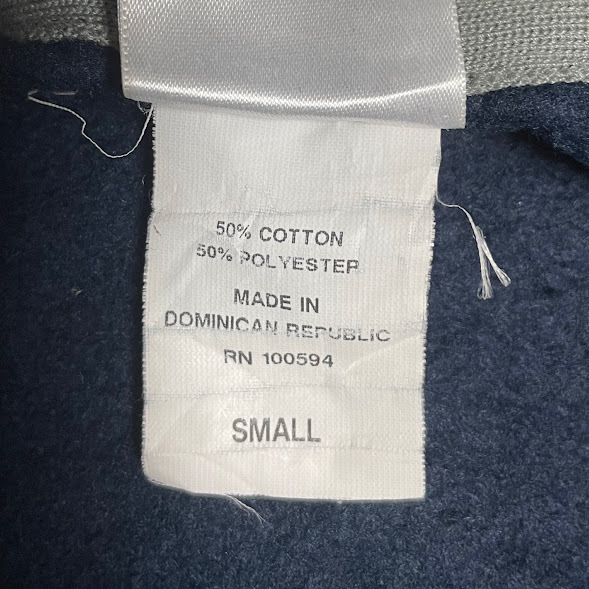 50% COTTON
50% POLYESTER
MADE IN
DOMINICAN REPUBLIC
RN 100594
SMALL